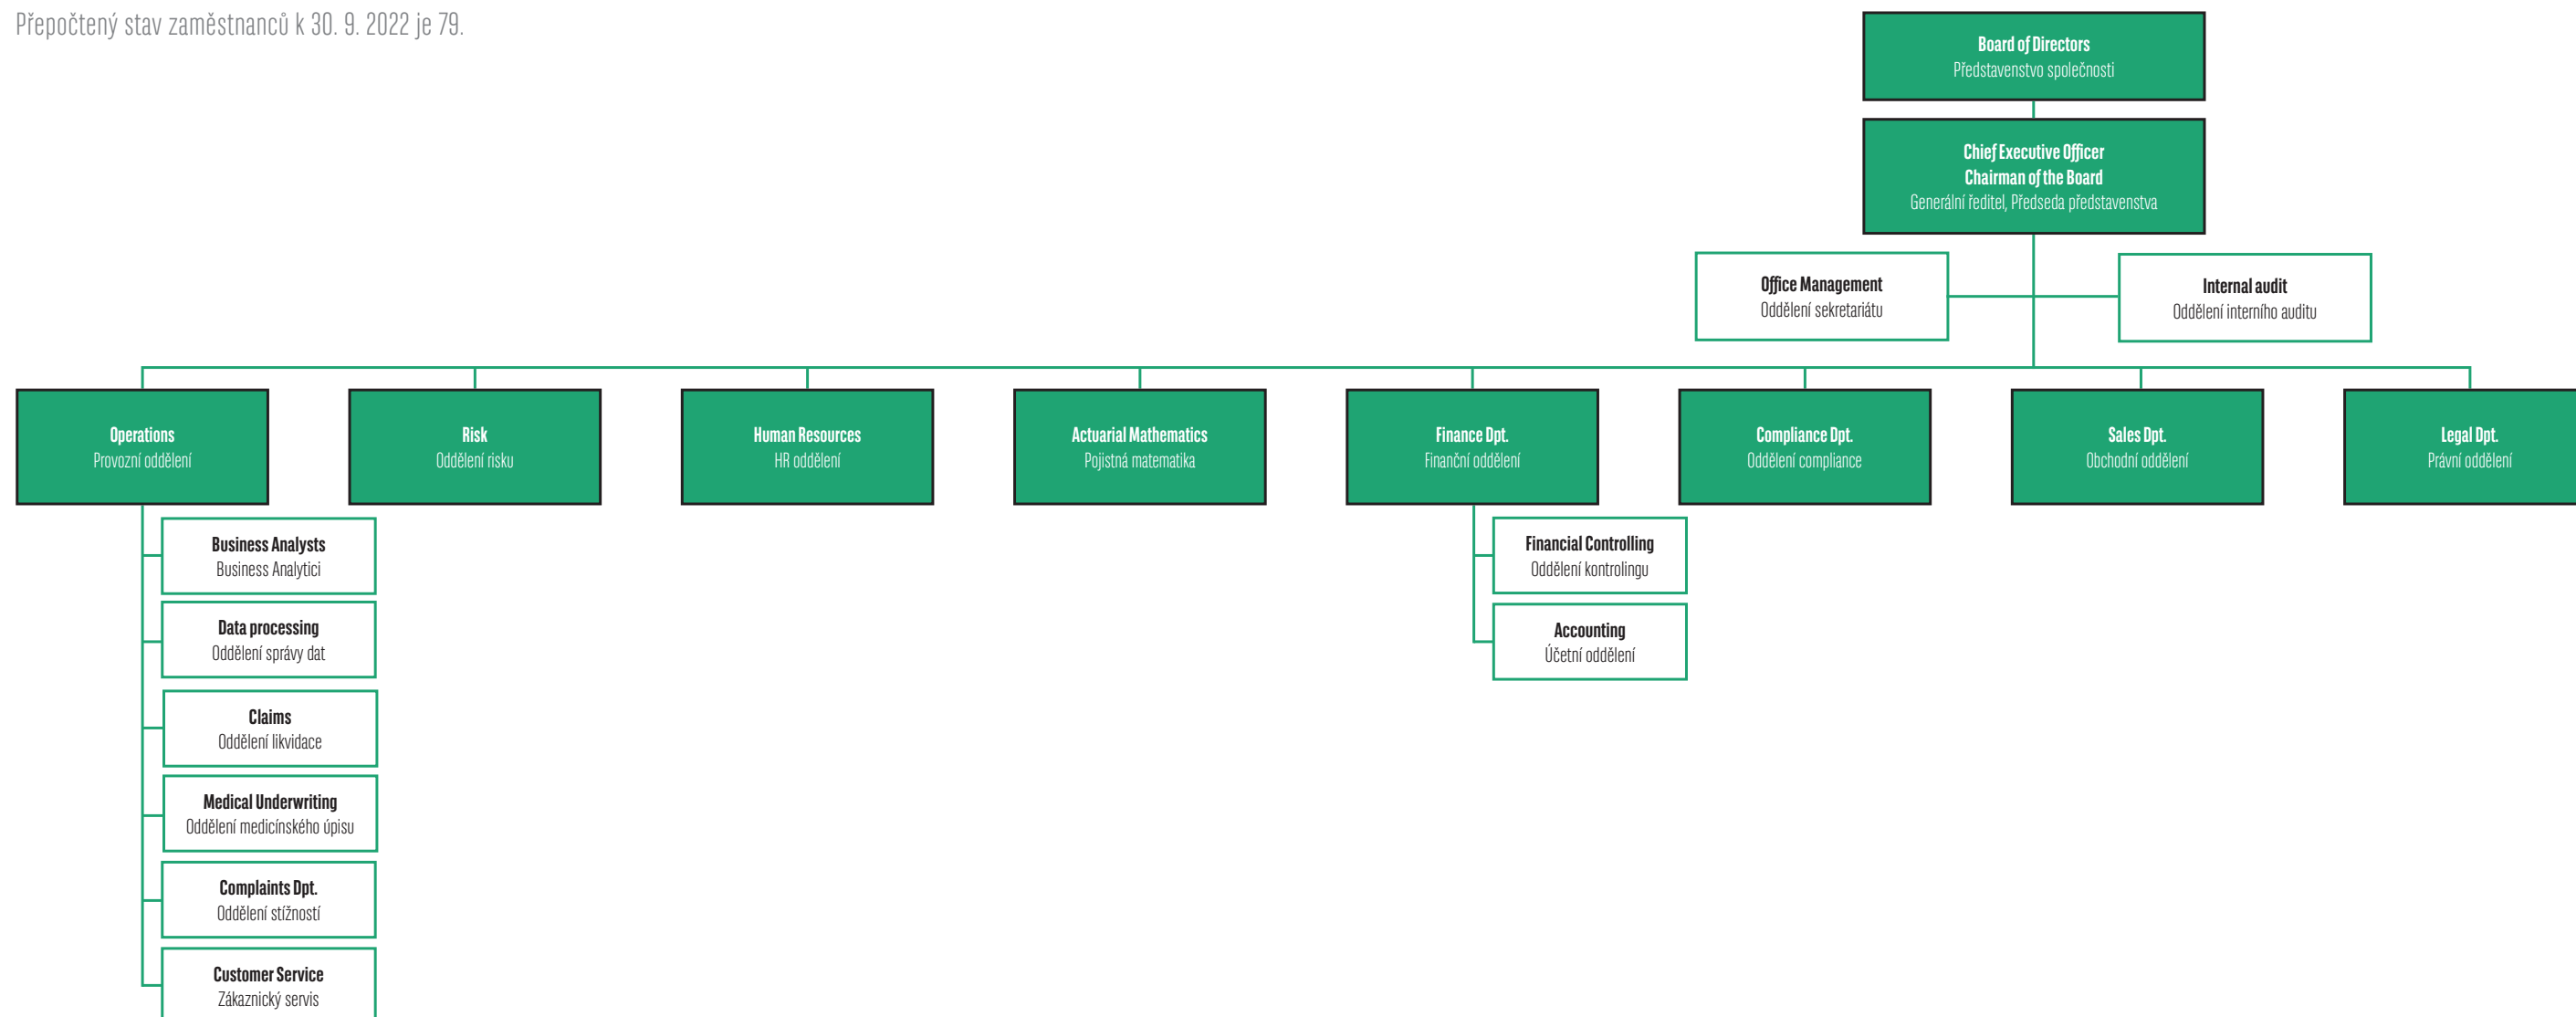 Přepočtený stav zaměstnanců k 30. 9. 2022 je 79.
Board of Directors
Představenstvo společnosti
Chief Executive Officer
Chairman of the Board
Generální ředitel, Předseda představenstva
Office Management
Oddělení sekretariátu
Internal audit
Oddělení interního auditu
Operations
Provozní oddělení
Risk
Oddělení risku
Human Resources
HR oddělení
Actuarial Mathematics
Pojistná matematika
Finance Dpt.
Finanční oddělení
Compliance Dpt.
Oddělení compliance
Sales Dpt.
Obchodní oddělení
Legal Dpt.
Právní oddělení
Business Analysts
Business Analytici
Data processing
Oddělení správy dat
Claims
Oddělení likvidace
Medical Underwriting
Oddělení medicínského úpisu
Complaints Dpt.
Oddělení stížností
Customer Service
Zákaznický servis
Financial Controlling
Oddělení kontrolingu
Accounting
Účetní oddělení